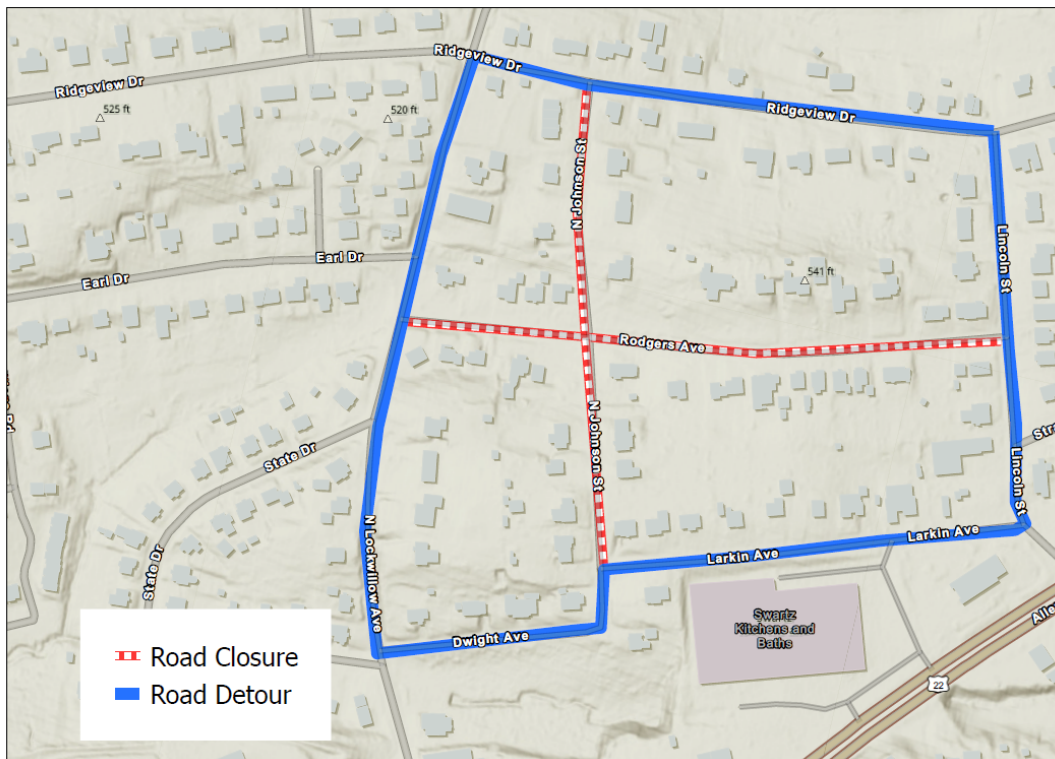 Ridgeview Dr
Ridgeview Dr
Ridgeview Dr
525 ft
520 ft
N Johnson St
Earl Dr
Earl Dr
541 ft
Lincoln St
Rodgers Ave
N Johnson St
State Dr
State Dr
Lincoln St
N Lockwillow Ave
Larkin Ave
Larkin Ave
Dwight Ave
Swartz
Kitchens and
Baths
22
Road Closure
Road Detour